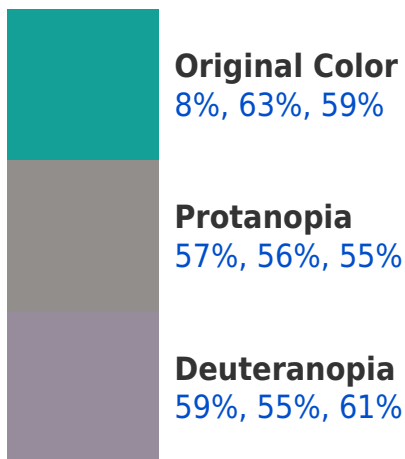 Original Color
8%, 63%, 59%
Protanopia
57%, 56%, 55%
Deuteranopia
59%, 55%, 61%